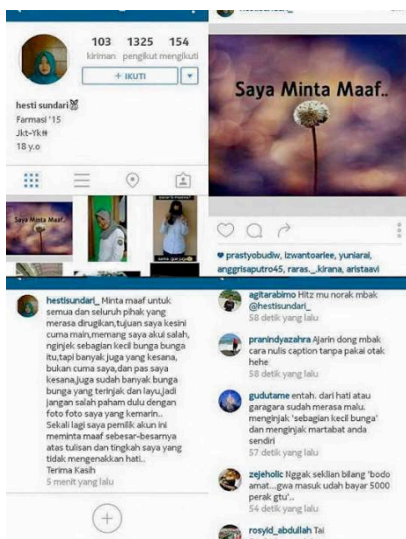 103 1325 154
kiriman pengikut mengikuti
+ IKUTI
hesti sundari
Farmasi '15
Jkt-Yk
18 y.o
Saya Minta Maaf..
Saya Minta Maaf..
prastyobudiw, izwantoariee, yuniaral,
anggrisaputro45, raras._.kirana, aristaavi
hestisundari_ Minta maaf untuk
semua dan seluruh pihak yang
merasa dirugikan,tujuan saya kesini
cuma main,memang saya akui salah,
nginjek sebagian kecil bunga bunga
itu,tapi banyak juga yang kesana,
bukan cuma saya,dan pas saya
kesana,juga sudah banyak bunga
bunga yang terinjak dan layu,jadi
jangan salah paham dulu dengan
foto foto saya yang kemarin..
Sekali lagi saya pemilik akun ini
meminta maaf sebesar-besarnya
atas tulisan dan tingkah saya yang
tidak mengenakkan hati..
Terima Kasih
5 menit yang lalu
agitarabimo Hitz mu norak mbak
@hestisundari_
58 detik yang lalu
pranindyazahra Ajarin dong mbak
cara nulis caption tanpa pakai otak
hehe
58 detik yang lalu
gudutame entah. dari hati atau
garagara sudah merasa malu.
menginjak 'sebagian kecil bunga'
dan menginjak martabat anda
sendiri
57 detik yang lalu
zejeholic Nggak seklian bilang 'bodo
amat...gwa masuk udah bayar 5000
perak gtu'..
54 detik yang lalu
rosyid_abdullah Tai